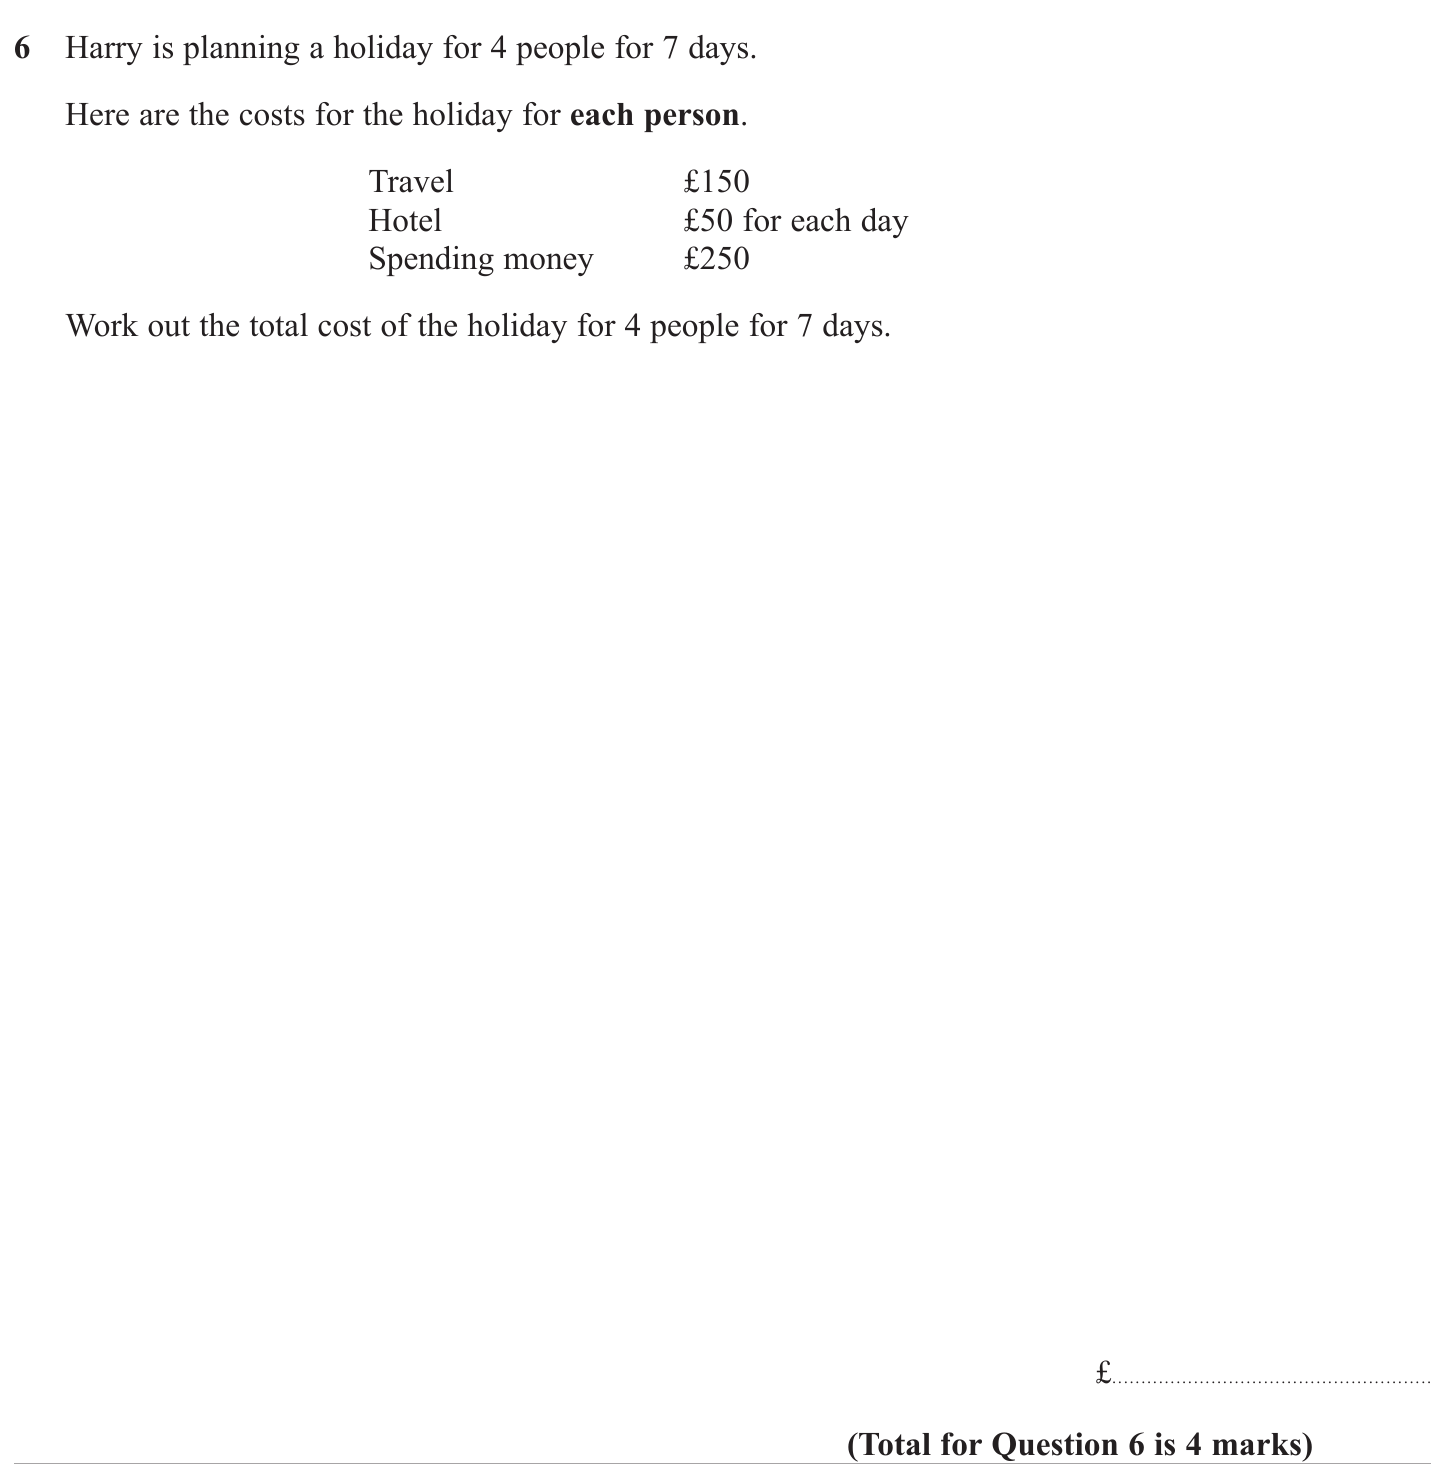 6 Harry is planning a holiday for 4 people for 7 days.
Here are the costs for the holiday for each person.
Travel £150
Hotel £50 for each day
Spending money £250
Work out the total cost of the holiday for 4 people for 7 days.
£......................................................
(Total for Question 6 is 4 marks)